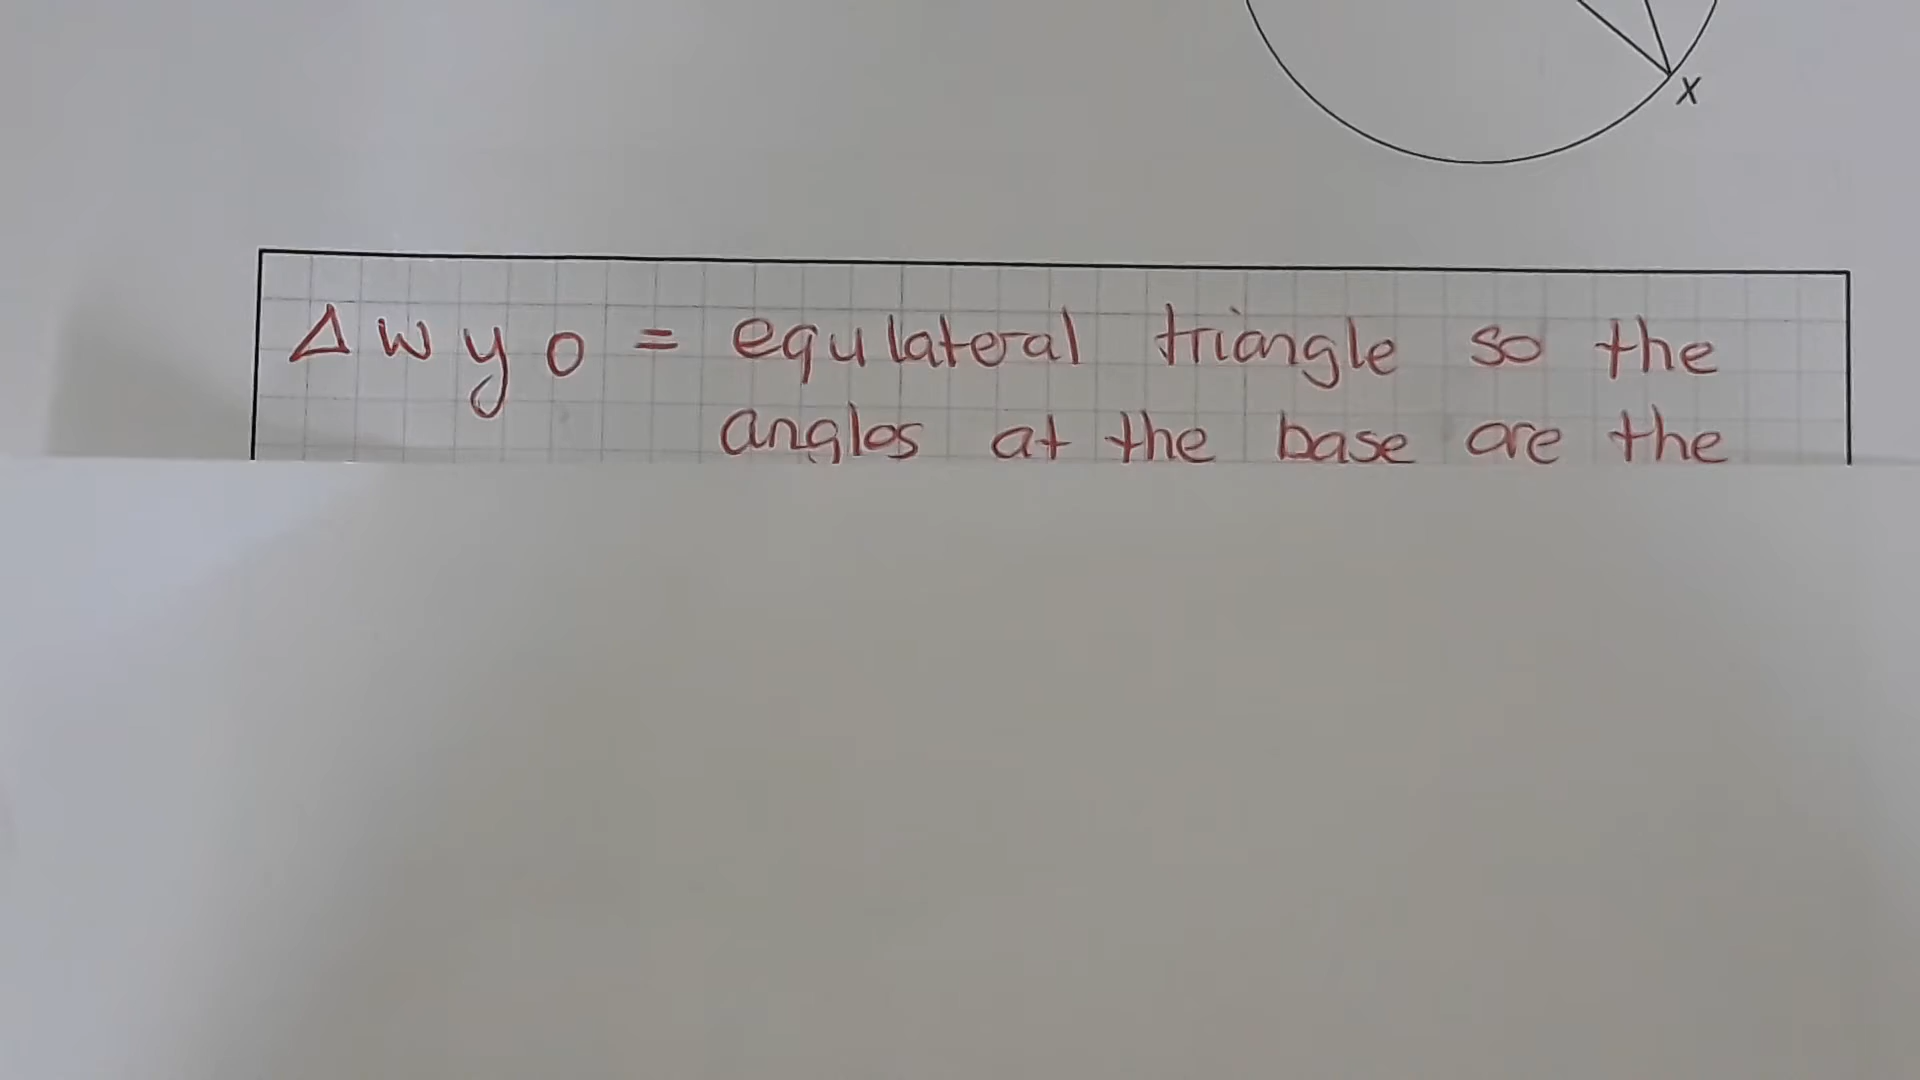 X
Δ w y o = equlateral triangle so the
angles at the base are the